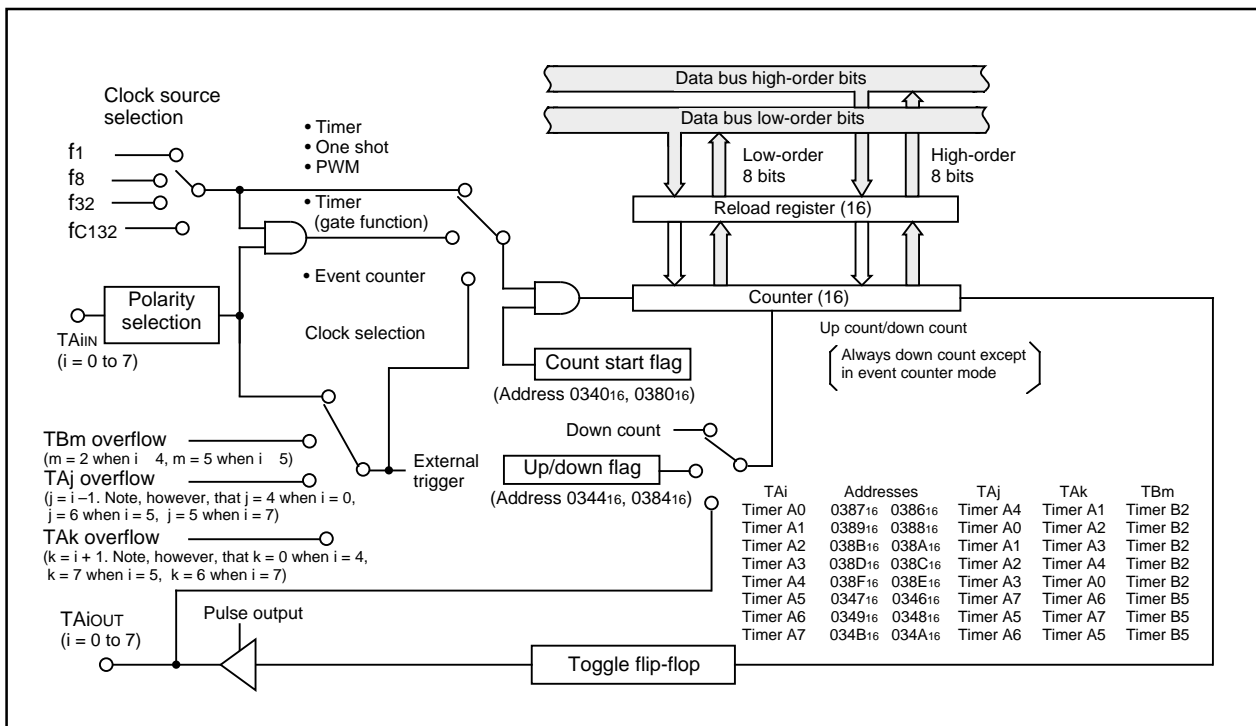 Data bus high-order bits
Data bus low-order bits
Clock source
selection
• Timer
• One shot
• PWM
f1
f8
f32
fC132
Low-order
8 bits
High-order
8 bits
• Timer
(gate function)
Reload register (16)
• Event counter
Polarity
selection
Counter (16)
TAiIN
(i = 0 to 7)
Clock selection
Up count/down count
Always down count except
in event counter mode
Count start flag
(Address 034016, 038016)
Down count
TBm overflow
(m = 2 when i 4, m = 5 when i 5)
External
trigger
Up/down flag
(Address 034416, 038416)
TAj overflow
(j = i –1. Note, however, that j = 4 when i = 0,
j = 6 when i = 5, j = 5 when i = 7)
TAk overflow
(k = i + 1. Note, however, that k = 0 when i = 4,
k = 7 when i = 5, k = 6 when i = 7)
TAi Addresses TAj TAk TBm
Timer A0 038716 038616 Timer A4 Timer A1 Timer B2
Timer A1 038916 038816 Timer A0 Timer A2 Timer B2
Timer A2 038B16 038A16 Timer A1 Timer A3 Timer B2
Timer A3 038D16 038C16 Timer A2 Timer A4 Timer B2
Timer A4 038F16 038E16 Timer A3 Timer A0 Timer B2
Timer A5 034716 034616 Timer A7 Timer A6 Timer B5
Timer A6 034916 034816 Timer A5 Timer A7 Timer B5
Timer A7 034B16 034A16 Timer A6 Timer A5 Timer B5
TAiOUT
(i = 0 to 7)
Pulse output
Toggle flip-flop